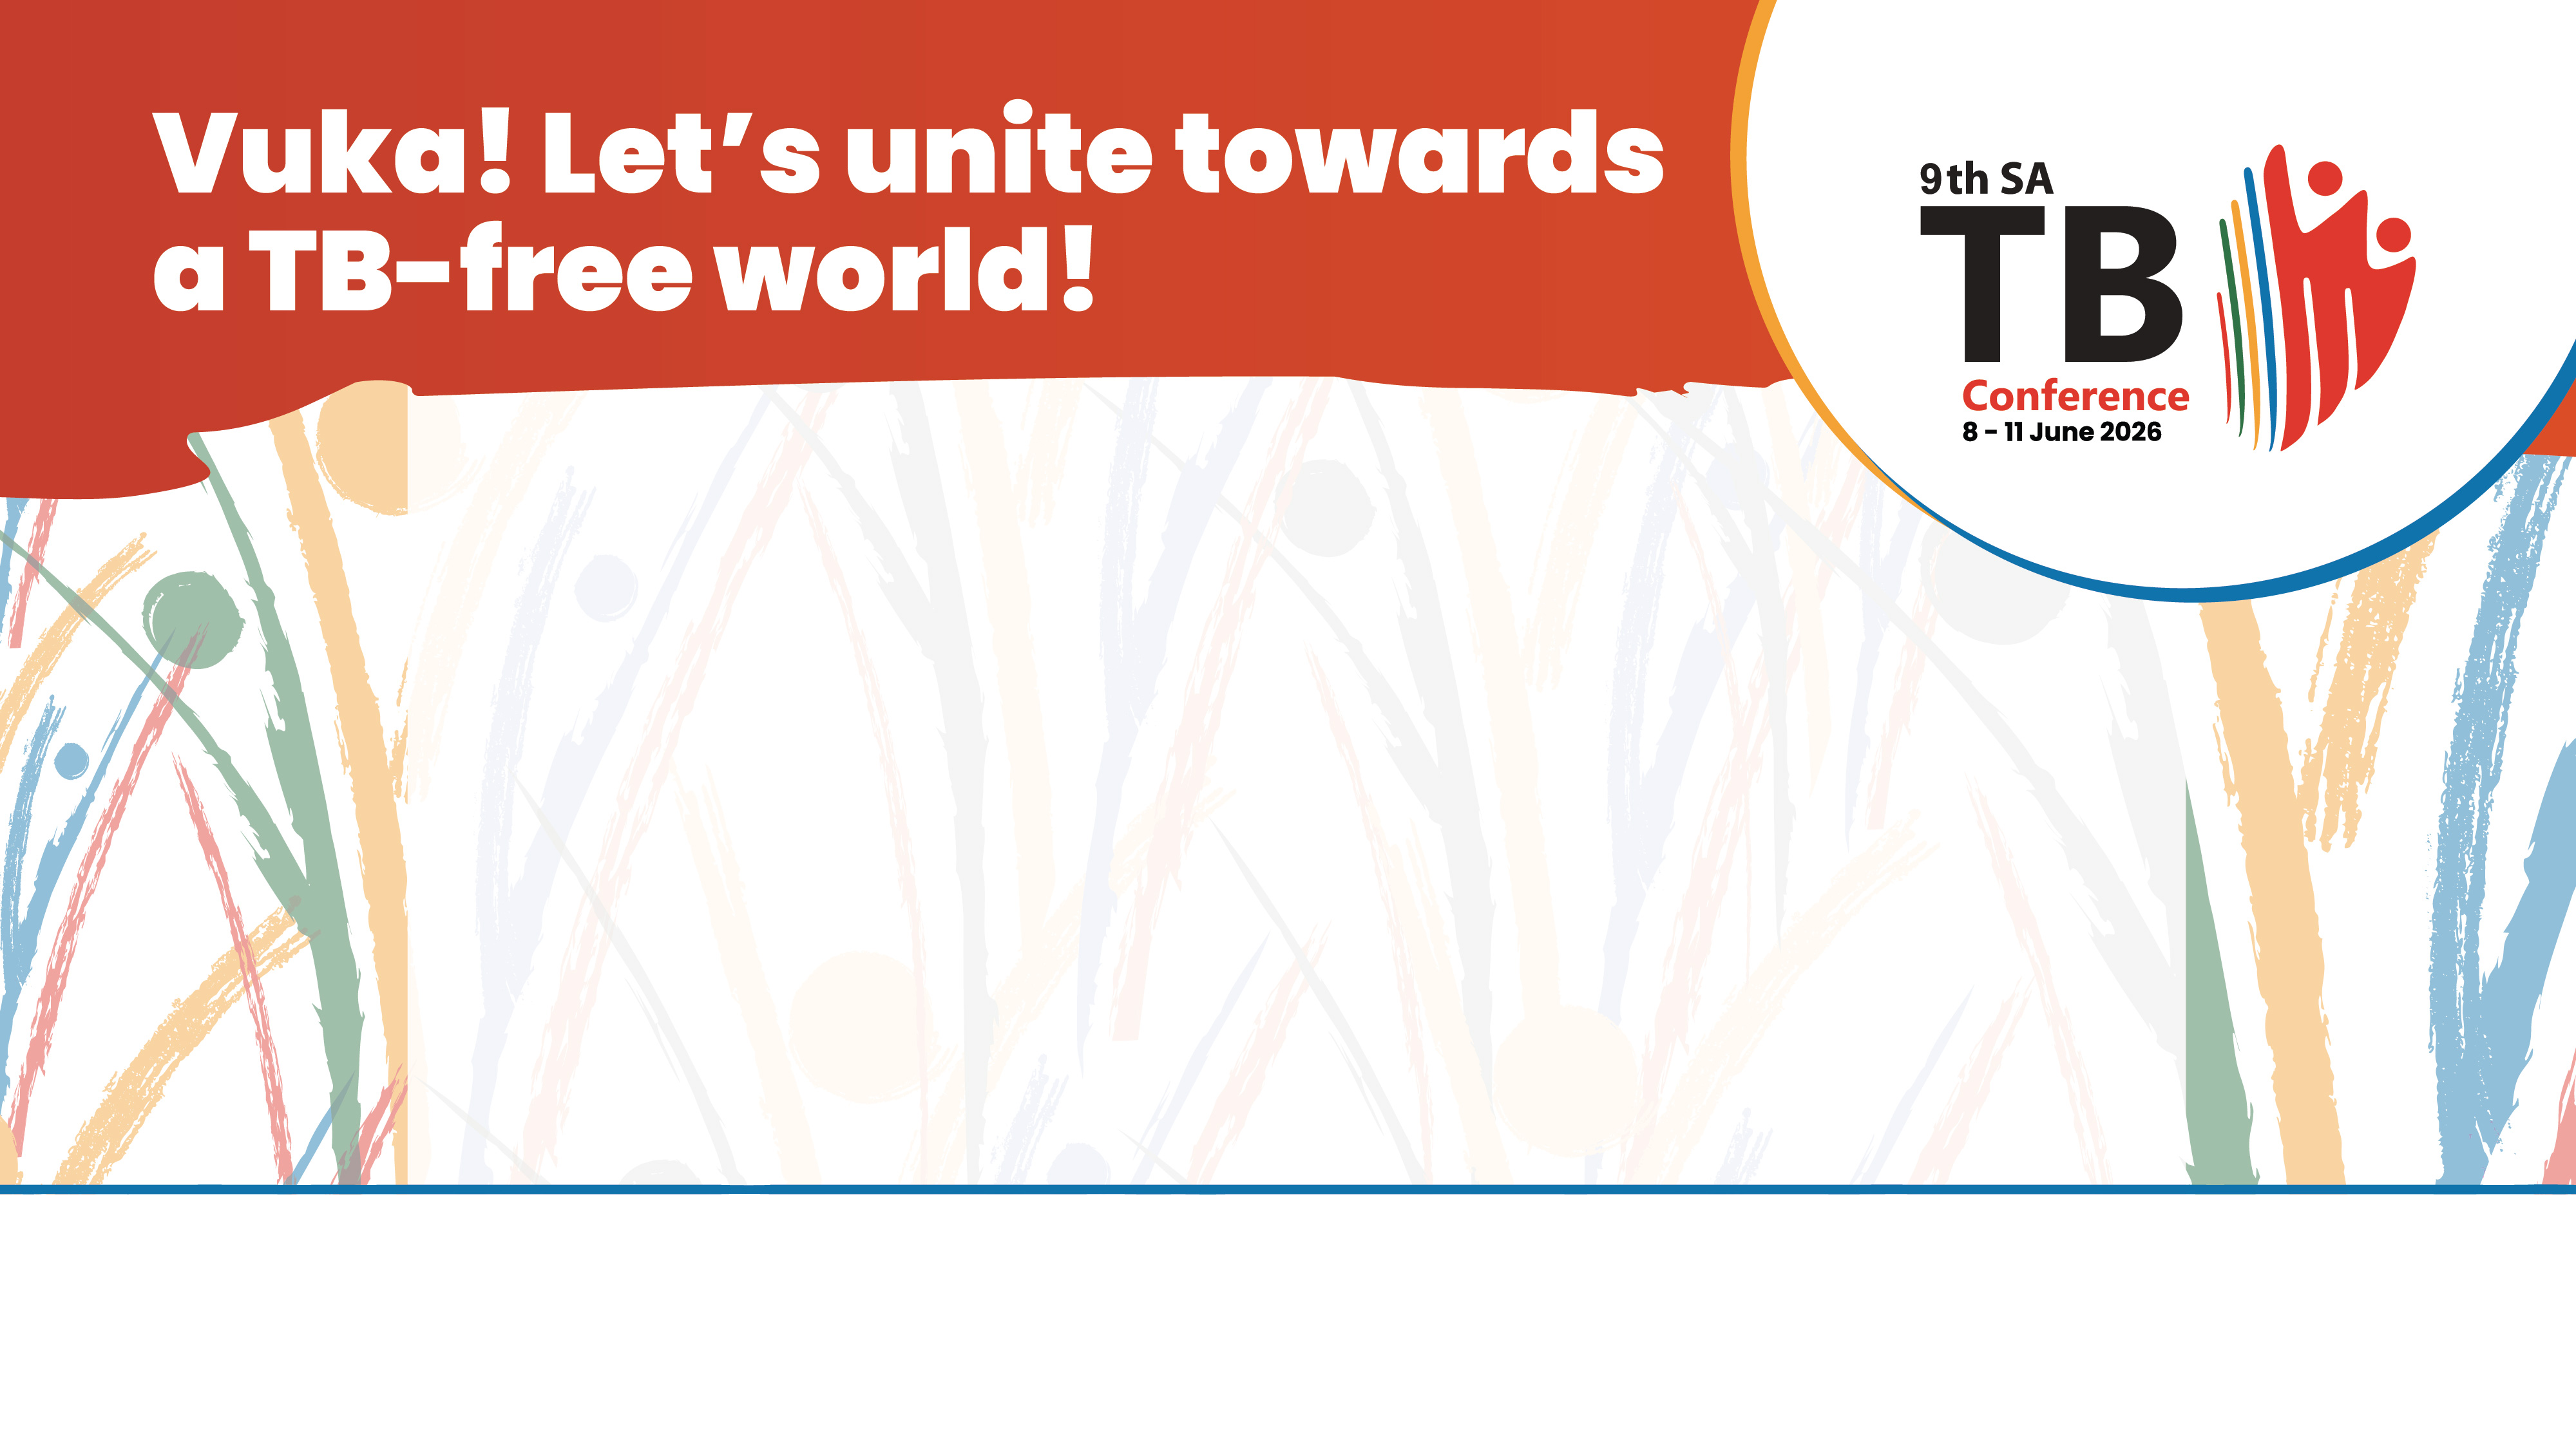 Vuka! Let’s unite towards
a TB-free world!
9th SA
TB
Conference
8 – 11 June 2026